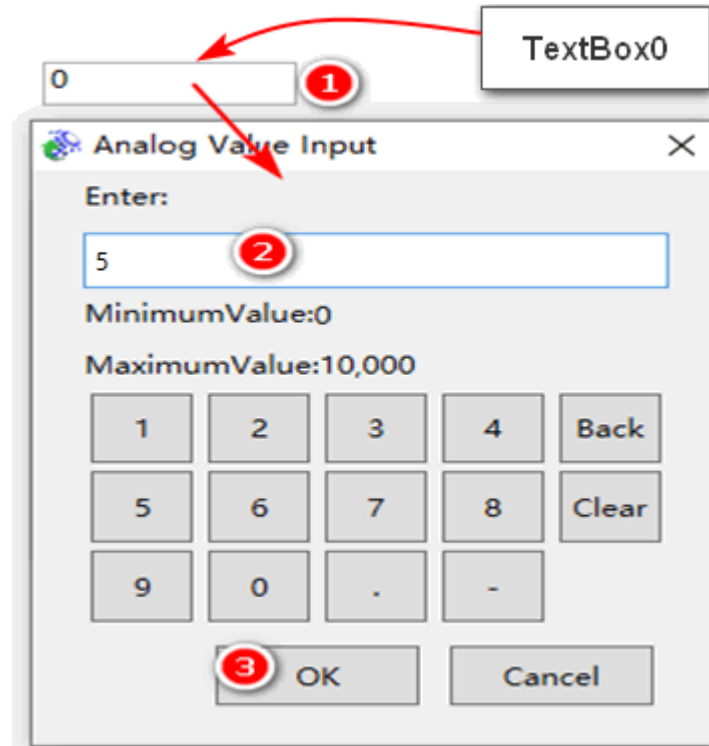 TextBox0
0
1
Analog Value Input
Enter:
5
2
MinimumValue:0
MaximumValue:10,000
1 2 3 4 Back
5 6 7 8 Clear
9 0 . -
3
OK Cancel